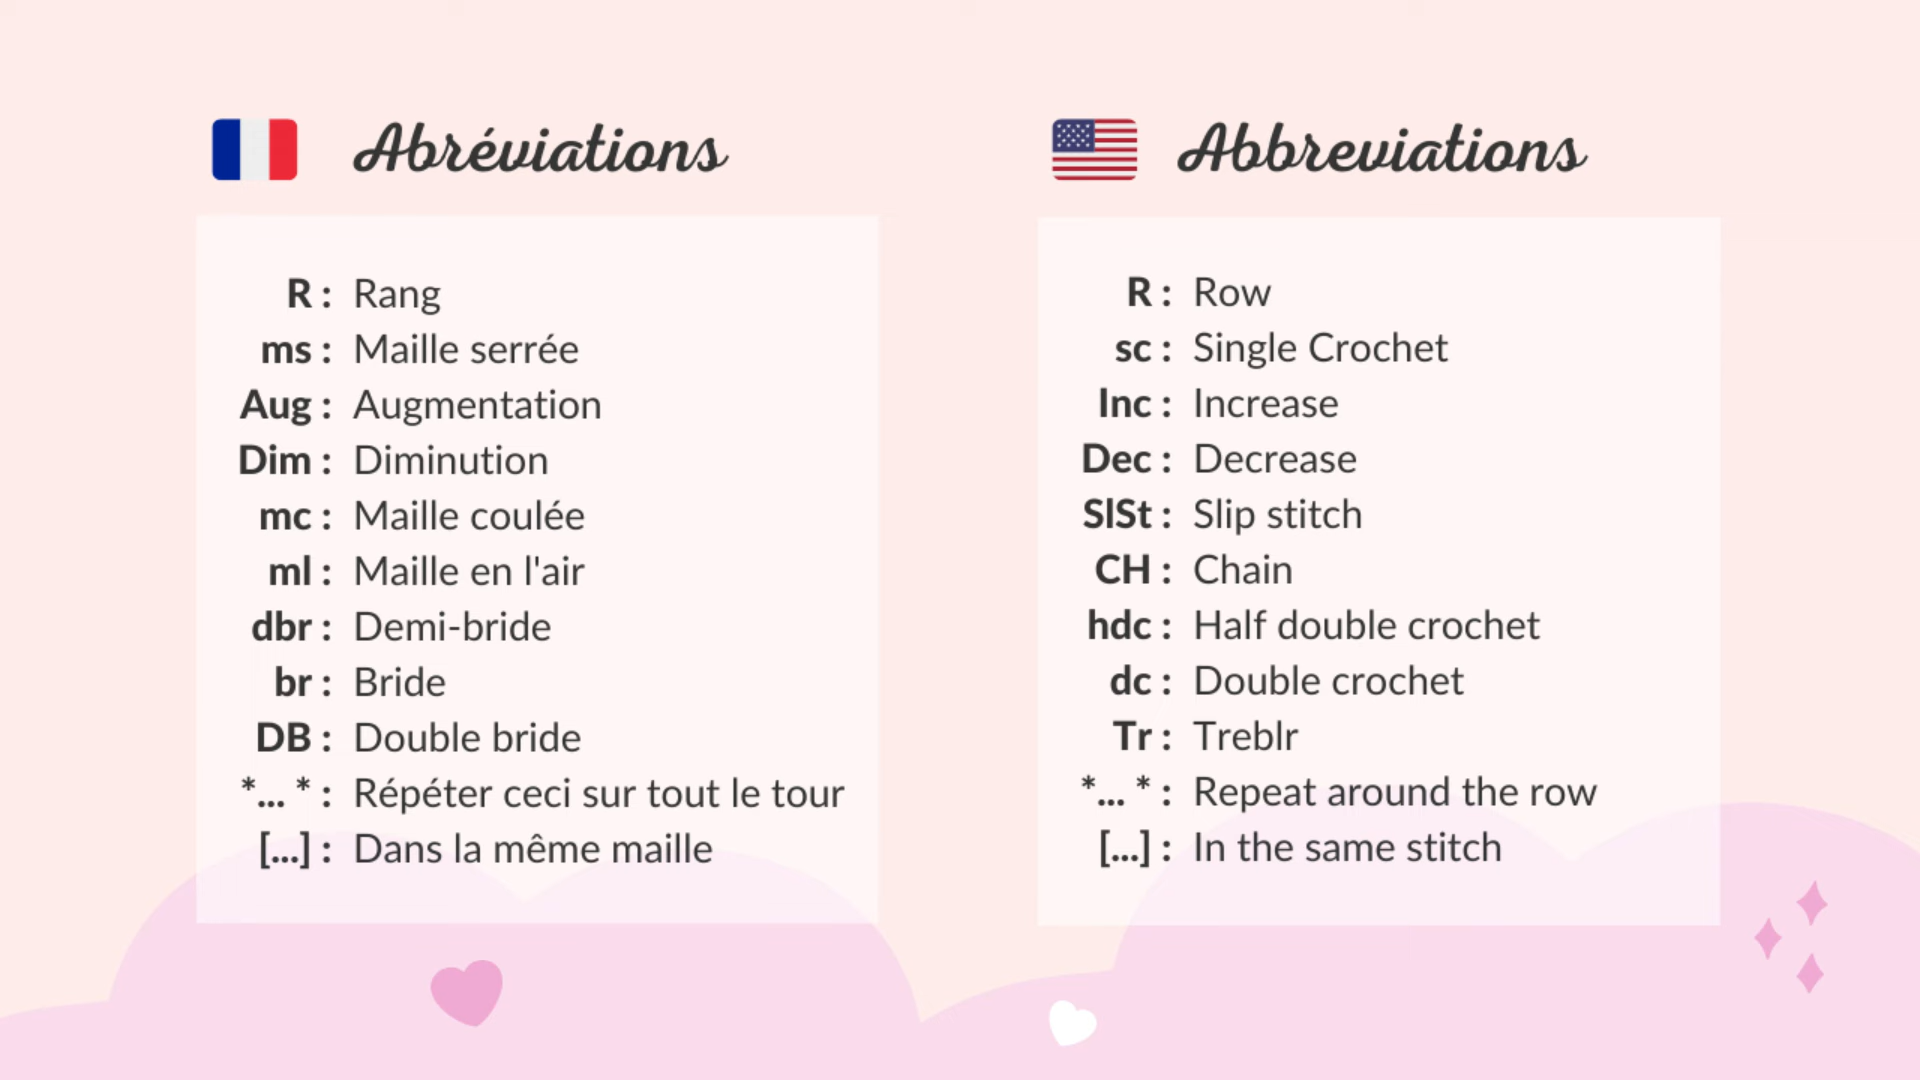 Abréviations
R : Rang
ms : Maille serrée
Aug : Augmentation
Dim : Diminution
mc : Maille coulée
ml : Maille en l'air
dbr : Demi-bride
br : Bride
DB : Double bride
*... * : Répéter ceci sur tout le tour
[...] : Dans la même maille
Abbreviations
R : Row
sc : Single Crochet
Inc : Increase
Dec : Decrease
SlSt : Slip stitch
CH : Chain
hdc : Half double crochet
dc : Double crochet
Tr : Treblr
*... * : Repeat around the row
[...] : In the same stitch